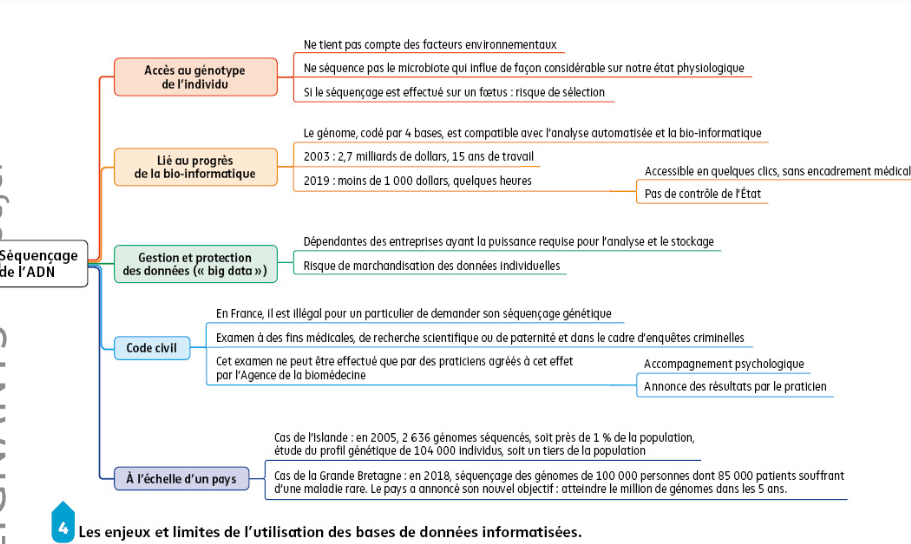 Ne tient pas compte des facteurs environnementaux
Accès au génotype
de l'individu
Ne séquence pas le microbiote qui influe de façon considérable sur notre état physiologique
Si le séquençage est effectué sur un fœtus : risque de sélection
Le génome, codé par 4 bases, est compatible avec l'analyse automatisée et la bio-informatique
Lié au progrès
de la bio-informatique
2003 : 2,7 milliards de dollars, 15 ans de travail
2019 : moins de 1 000 dollars, quelques heures
Accessible en quelques clics, sans encadrement médical
Pas de contrôle de l'État
Séquençage
de l'ADN
Gestion et protection
des données (« big data »)
Dépendantes des entreprises ayant la puissance requise pour l'analyse et le stockage
Risque de marchandisation des données individuelles
Code civil
En France, il est illégal pour un particulier de demander son séquençage génétique
Examen à des fins médicales, de recherche scientifique ou de paternité et dans le cadre d'enquêtes criminelles
Cet examen ne peut être effectué que par des praticiens agréés à cet effet
par l'Agence de la biomédecine
Accompagnement psychologique
Annonce des résultats par le praticien
À l'échelle d'un pays
Cas de l'Islande : en 2005, 2 636 génomes séquencés, soit près de 1 % de la population,
étude du profil génétique de 104 000 individus, soit un tiers de la population
Cas de la Grande Bretagne : en 2018, séquençage des génomes de 100 000 personnes dont 85 000 patients souffrant
d'une maladie rare. Le pays a annoncé son nouvel objectif : atteindre le million de génomes dans les 5 ans.
4 Les enjeux et limites de l'utilisation des bases de données informatisées.